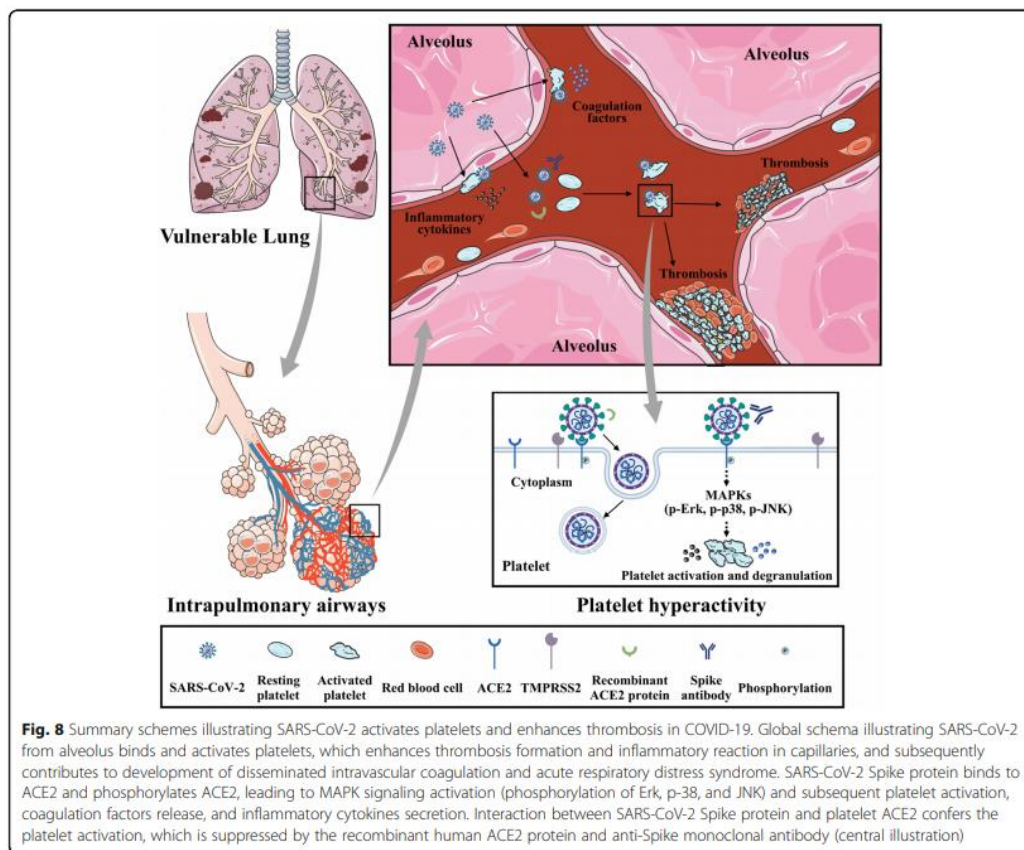 Alveolus
Alveolus
Coagulation
factors
Thrombosis
Inflammatory
cytokines
Thrombosis
Alveolus
Vulnerable Lung
Cytoplasm
MAPKs
(p-Erk, p-p38, p-JNK)
Platelet
Platelet activation and degranulation
Intrapulmonary airways
Platelet hyperactivity
SARS-CoV-2
Resting
platelet
Activated
platelet
Red blood cell
ACE2
TMPRSS2
Recombinant
ACE2 protein
Spike
antibody
Phosphorylation
Fig. 8 Summary schemes illustrating SARS-CoV-2 activates platelets and enhances thrombosis in COVID-19. Global schema illustrating SARS-CoV-2
from alveolus binds and activates platelets, which enhances thrombosis formation and inflammatory reaction in capillaries, and subsequently
contributes to development of disseminated intravascular coagulation and acute respiratory distress syndrome. SARS-CoV-2 Spike protein binds to
ACE2 and phosphorylates ACE2, leading to MAPK signaling activation (phosphorylation of Erk, p-38, and JNK) and subsequent platelet activation,
coagulation factors release, and inflammatory cytokines secretion. Interaction between SARS-CoV-2 Spike protein and platelet ACE2 confers the
platelet activation, which is suppressed by the recombinant human ACE2 protein and anti-Spike monoclonal antibody (central illustration)